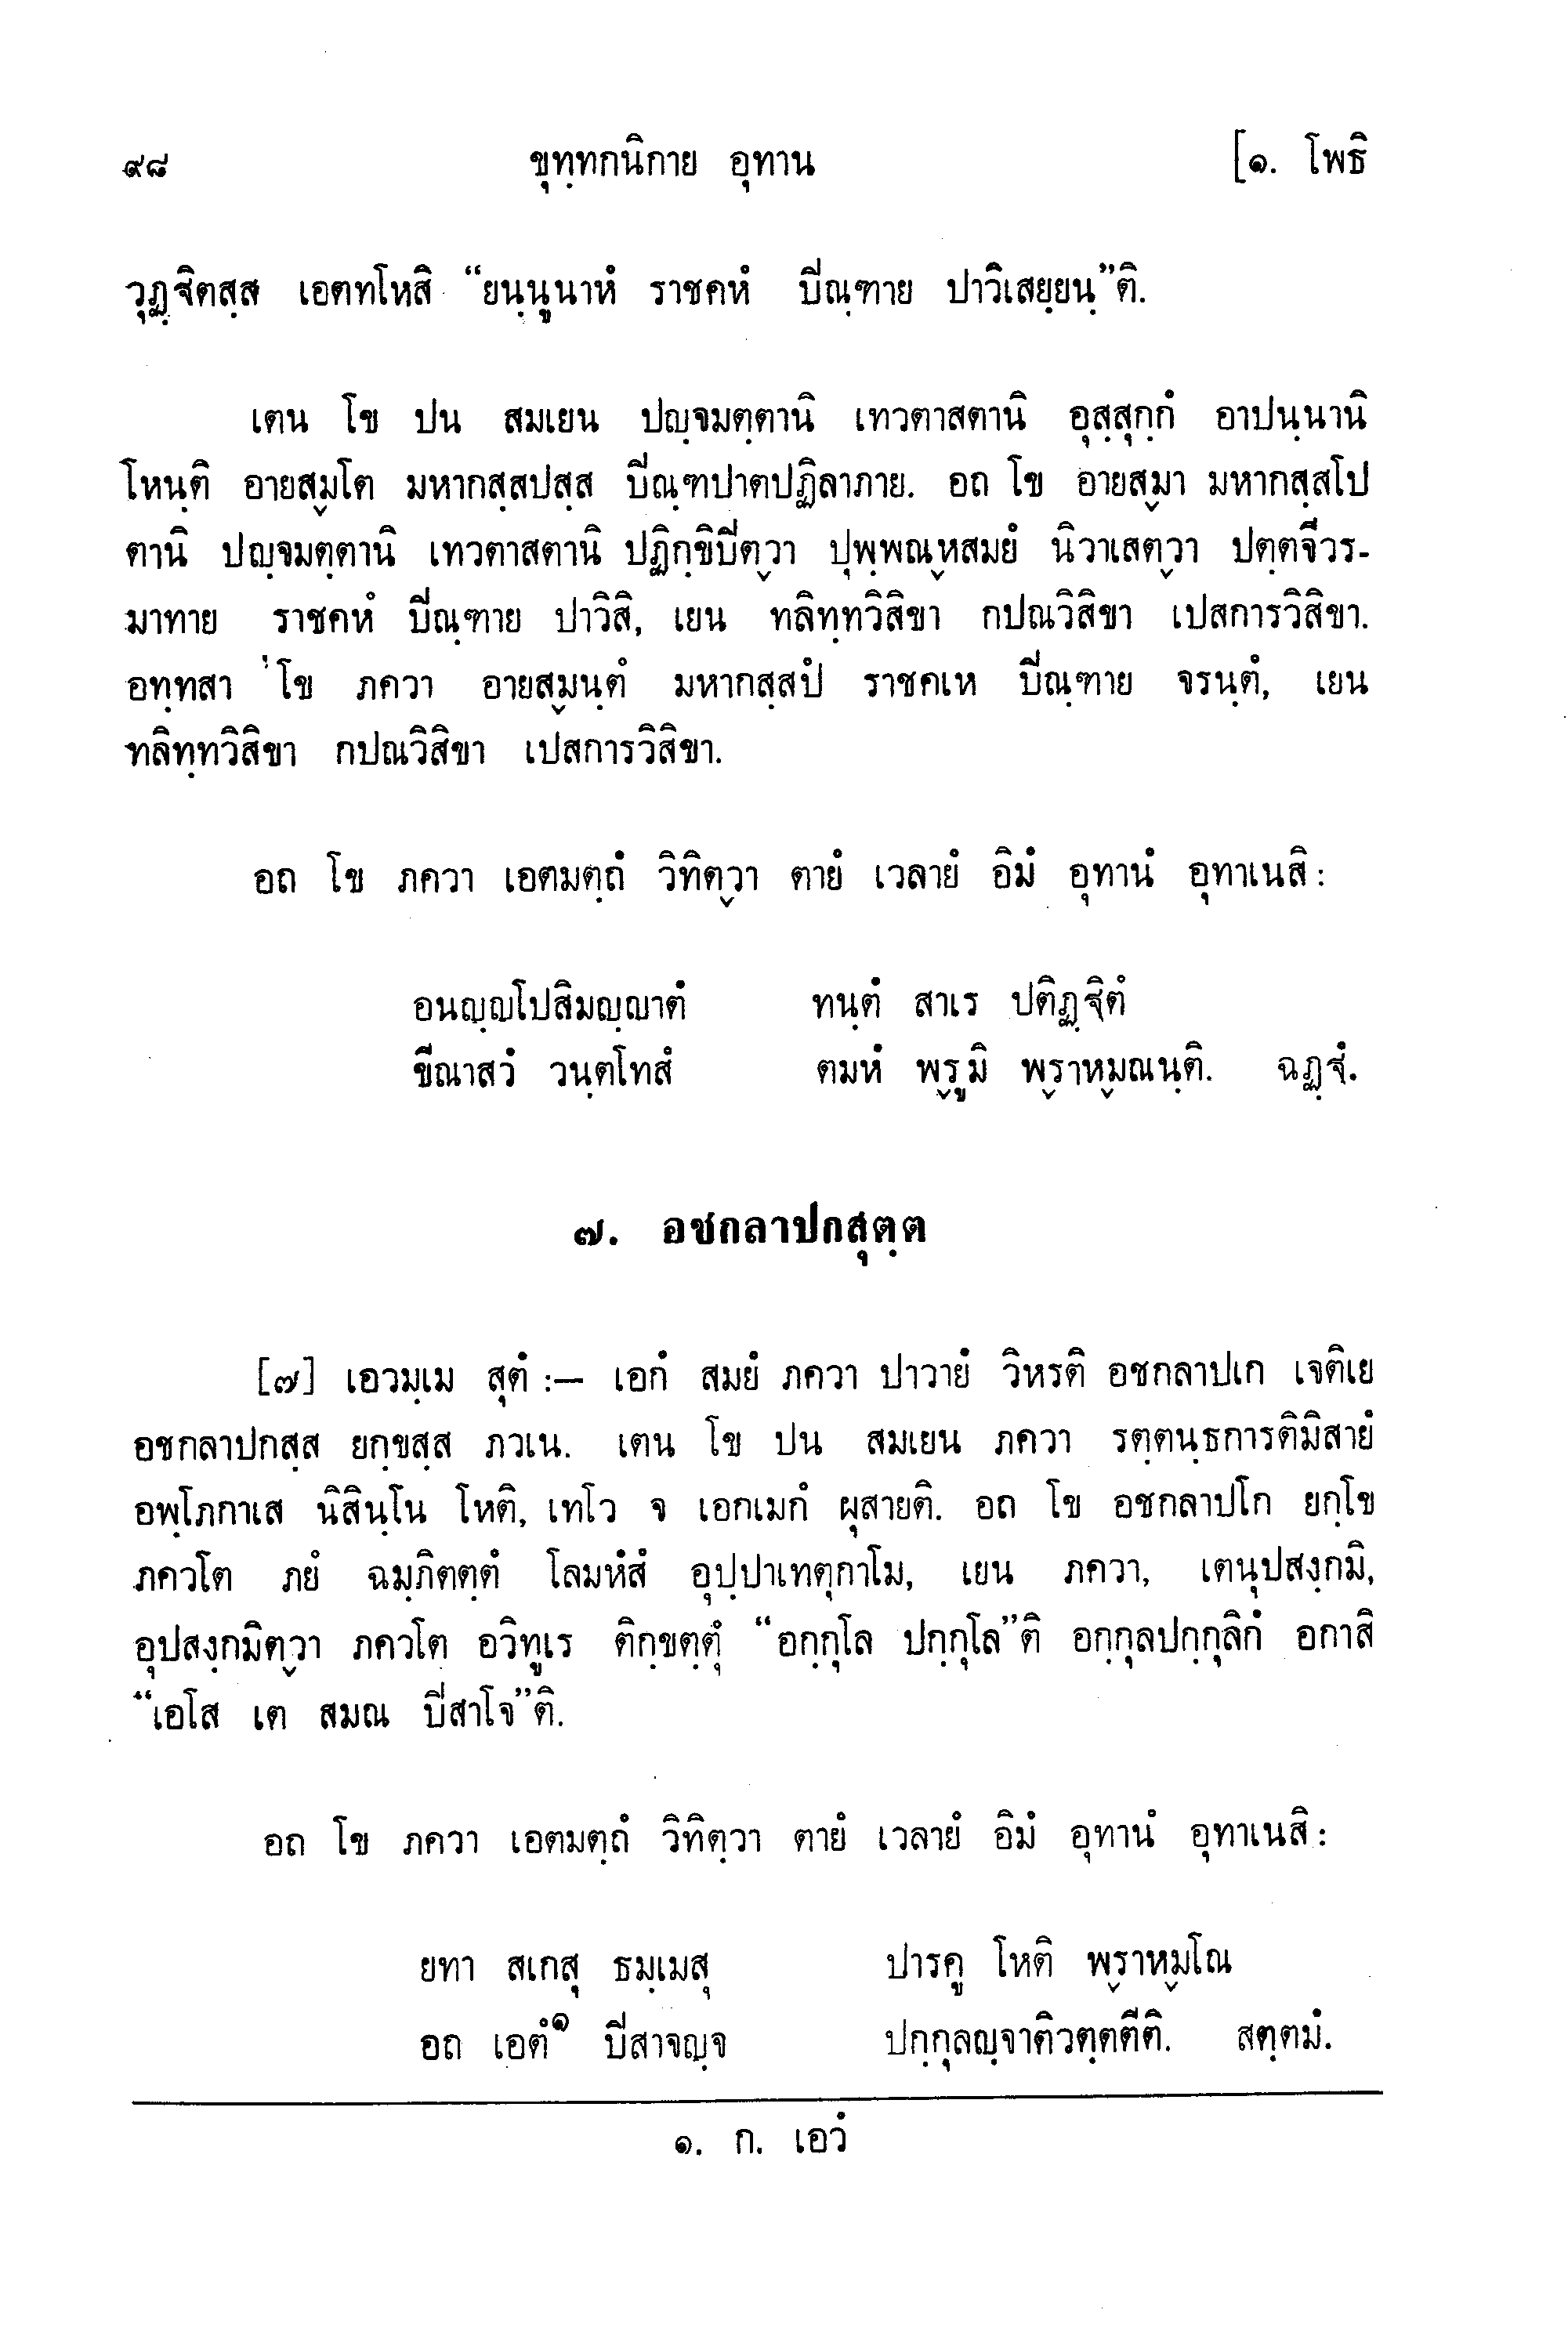 ๙๘ ขุทฺทกนิกาย อุทาน [๑. โพธิ
วุฏฺฐิตสฺส เอตทโหสิ “ยนฺนูนาหํ ราชคหํ ปิณฺฑาย ปาวิเสยฺยนฺ”ติ.
เตน โข ปน สมเยน ปญฺจมตฺตานิ เทวตาสตานิ อุสฺสุกฺกํ อาปนฺนานิ
โหนฺติ อายสฺมโต มหากสฺสปสฺส ปิณฺฑปาตปฏิลาภาย. อถ โข อายสฺมา มหากสฺสโป
ตานิ ปญฺจมตฺตานิ เทวตาสตานิ ปฏิกฺขิปิตฺวา ปุพฺพณฺหสมยํ นิวาเสตฺวา ปตฺตจีวร-
มาทาย ราชคหํ ปิณฺฑาย ปาวิสิ, เยน ทลิทฺทวิสิขา กปณวิสิขา เปสการวิสิขา.
อทฺทสา โข ภควา อายสฺมนฺตํ มหากสฺสปํ ราชคเห ปิณฺฑาย จรนฺตํ, เยน
ทลิทฺทวิสิขา กปณวิสิขา เปสการวิสิขา.
อถ โข ภควา เอตมตฺถํ วิทิตฺวา ตายํ เวลายํ อิมํ อุทานํ อุทาเนสิ:
อนญฺญโปสิมญฺญาตํ ทนฺตํ สาเร ปติฏฺฐิตํ
ขีณาสวํ วนฺตโทสํ ตมหํ พฺรูมิ พฺราหฺมณนฺติ. ฉฏฺฐํ.
๗. อชกลาปกสุตฺต
[๗] เอวมฺเม สุตํ :— เอกํ สมยํ ภควา ปาวายํ วิหรติ อชกลาปเก เจติเย
อชกลาปกสฺส ยกฺขสฺส ภวเน. เตน โข ปน สมเยน ภควา รตฺตนฺธการติมิสายํ
อพฺโภกาเส นิสินฺโน โหติ, เทโว จ เอกเมกํ ผุสายติ. อถ โข อชกลาปโก ยกฺโข
ภควโต ภยํ ฉมฺภิตตฺตํ โลมหํสํ อุปฺปาเทตุกาโม, เยน ภควา, เตนุปสงฺกมิ,
อุปสงฺกมิตฺวา ภควโต อวิทูเร ติกฺขตฺตุํ “อกฺกุโล ปกฺกุโล”ติ อกฺกุลปกฺกุลิกํ อกาสิ
“เอโส เต สมณ ปิสาโจ”ติ.
อถ โข ภควา เอตมตฺถํ วิทิตฺวา ตายํ เวลายํ อิมํ อุทานํ อุทาเนสิ:
ยทา สเกสุ ธมฺเมสุ ปารคู โหติ พฺราหฺมโณ
อถ เอตํ๑ ปิสาจญฺจ ปกฺกุลญฺจาติวตฺตตีติ. สตฺตมํ.
๑. ก. เอวํ